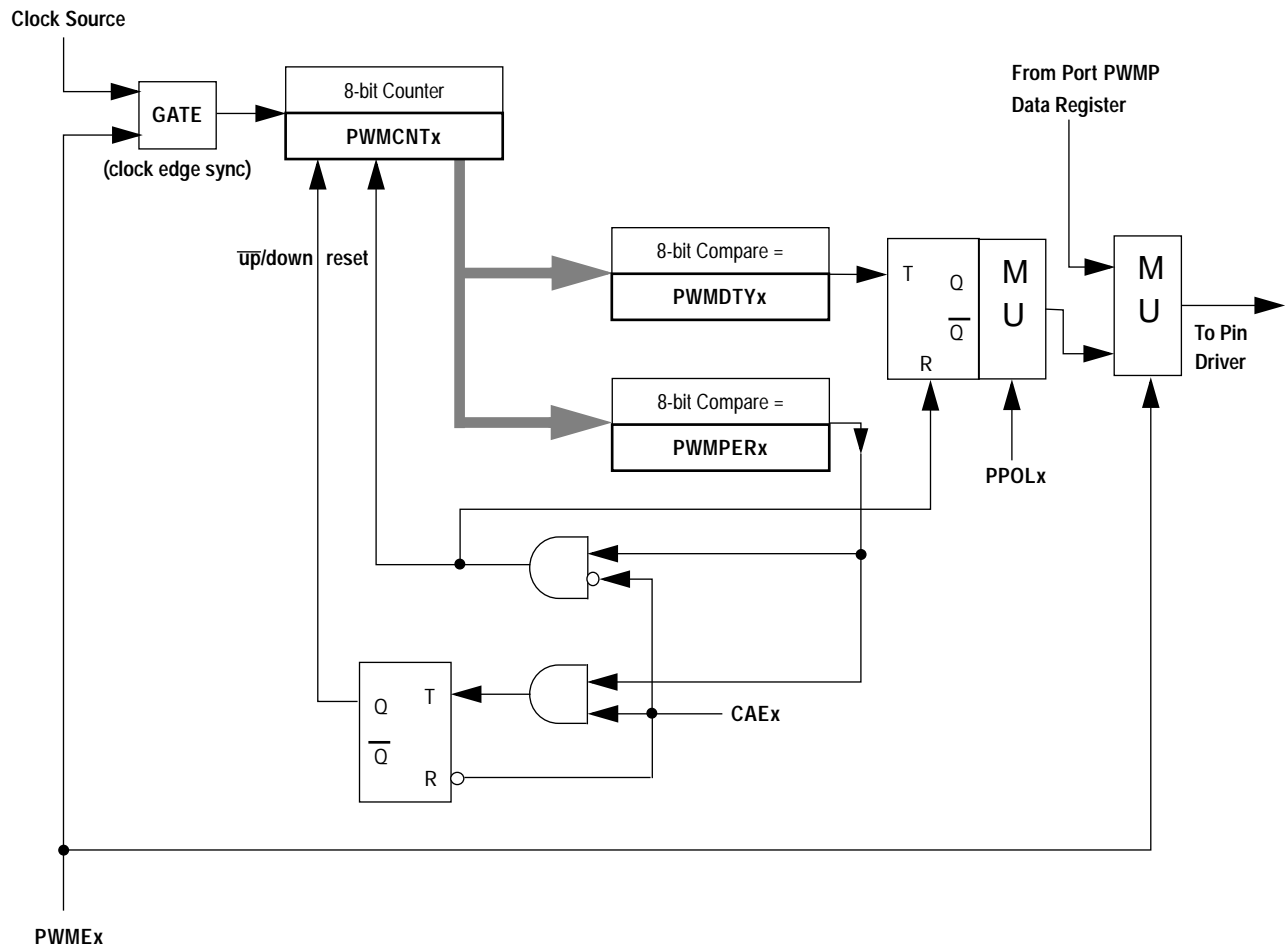 Clock Source
From Port PWMP
Data Register
8-bit Counter
GATE
PWMCNTx
(clock edge sync)
up/down
reset
8-bit Compare =
PWMDTYx
T
Q
Q
R
M
U
M
U
To Pin
Driver
8-bit Compare =
PWMPERx
PPOLx
Q
T
Q
R
CAEx
PWMEx